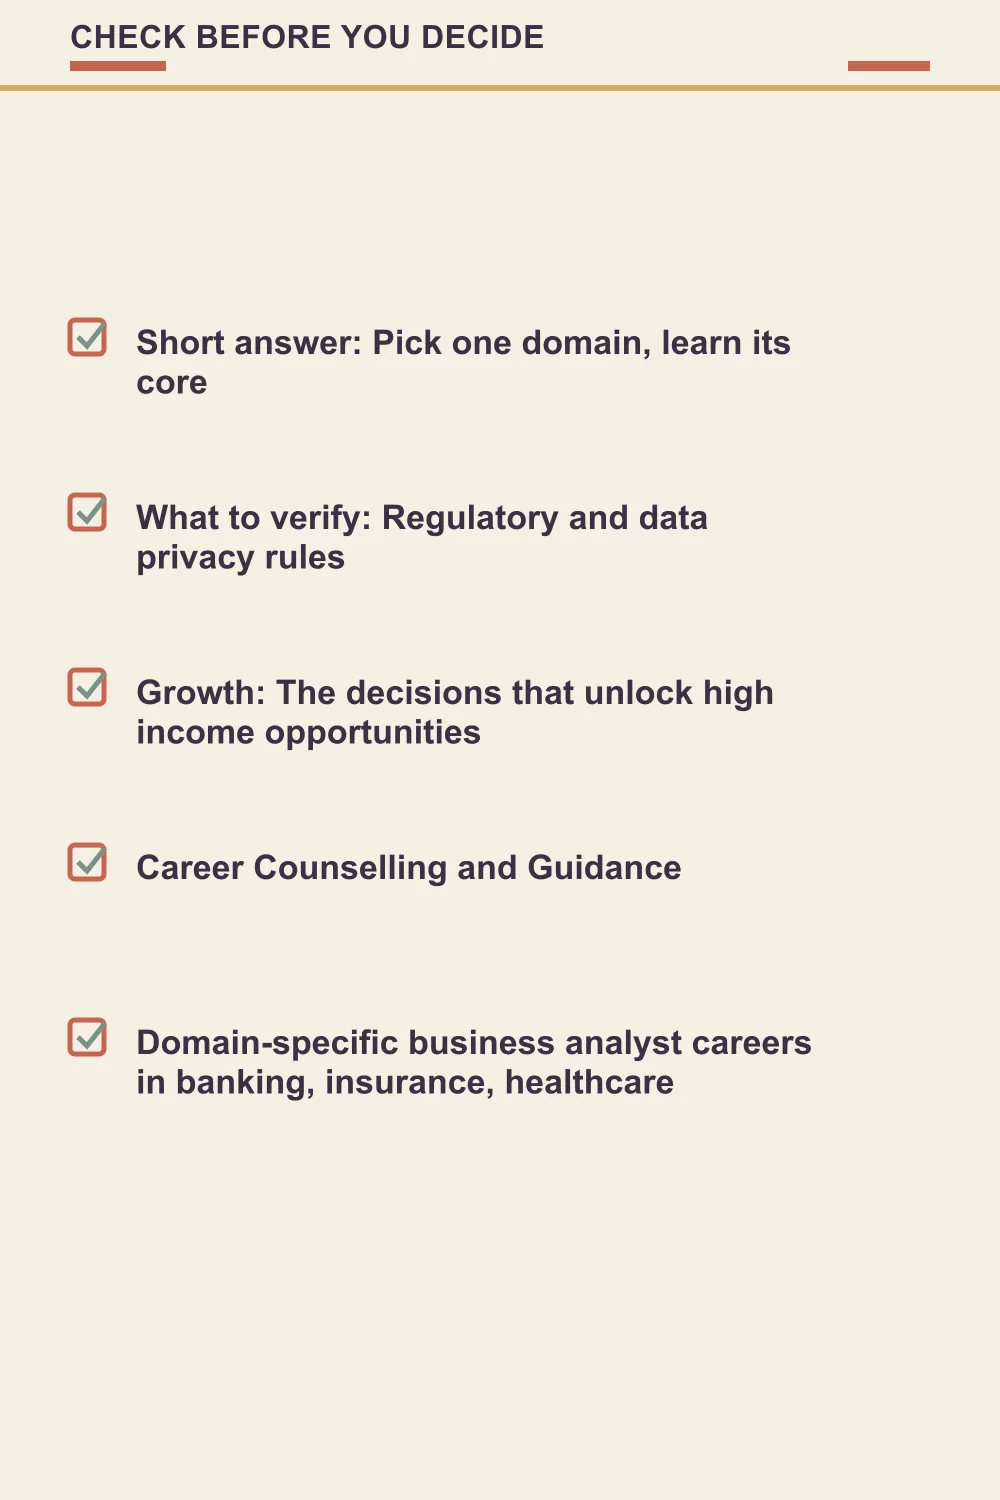 CHECK BEFORE YOU DECIDE
Short answer: Pick one domain, learn its
core
What to verify: Regulatory and data
privacy rules
Growth: The decisions that unlock high
income opportunities
Career Counselling and Guidance
Domain-specific business analyst careers
in banking, insurance, healthcare